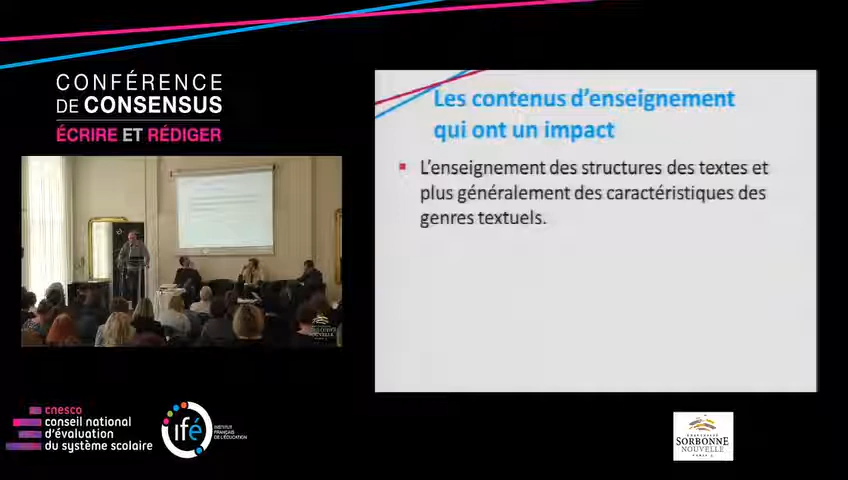 CONFÉRENCE
DE CONSENSUS
ÉCRIRE ET RÉDIGER
Les contenus d'enseignement
qui ont un impact
L'enseignement des structures des textes et
plus généralement des caractéristiques des
genres textuels.
cnesco
conseil national
d'évaluation
du système scolaire
ifé
INSTITUT
FRANÇAIS
DE L'ÉDUCATION
SORBONNE
NOUVELLE